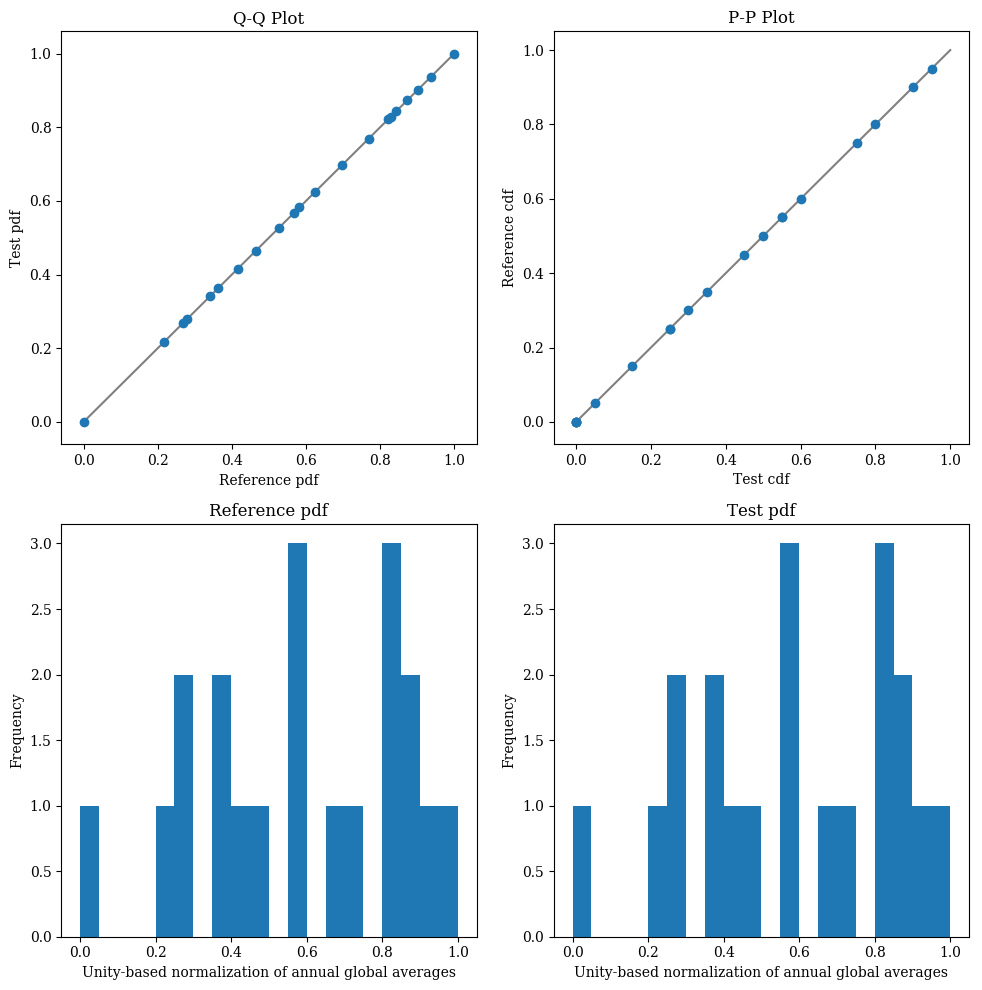 Q-Q Plot
1.0
0.8
0.6
0.4
0.2
0.0
Test pdf
0.0 0.2 0.4 0.6 0.8 1.0
Reference pdf
P-P Plot
1.0
0.8
0.6
0.4
0.2
0.0
Reference cdf
0.0 0.2 0.4 0.6 0.8 1.0
Test cdf
Reference pdf
3.0
2.5
2.0
1.5
1.0
0.5
0.0
Frequency
0.0 0.2 0.4 0.6 0.8 1.0
Unity-based normalization of annual global averages
Test pdf
3.0
2.5
2.0
1.5
1.0
0.5
0.0
Frequency
0.0 0.2 0.4 0.6 0.8 1.0
Unity-based normalization of annual global averages